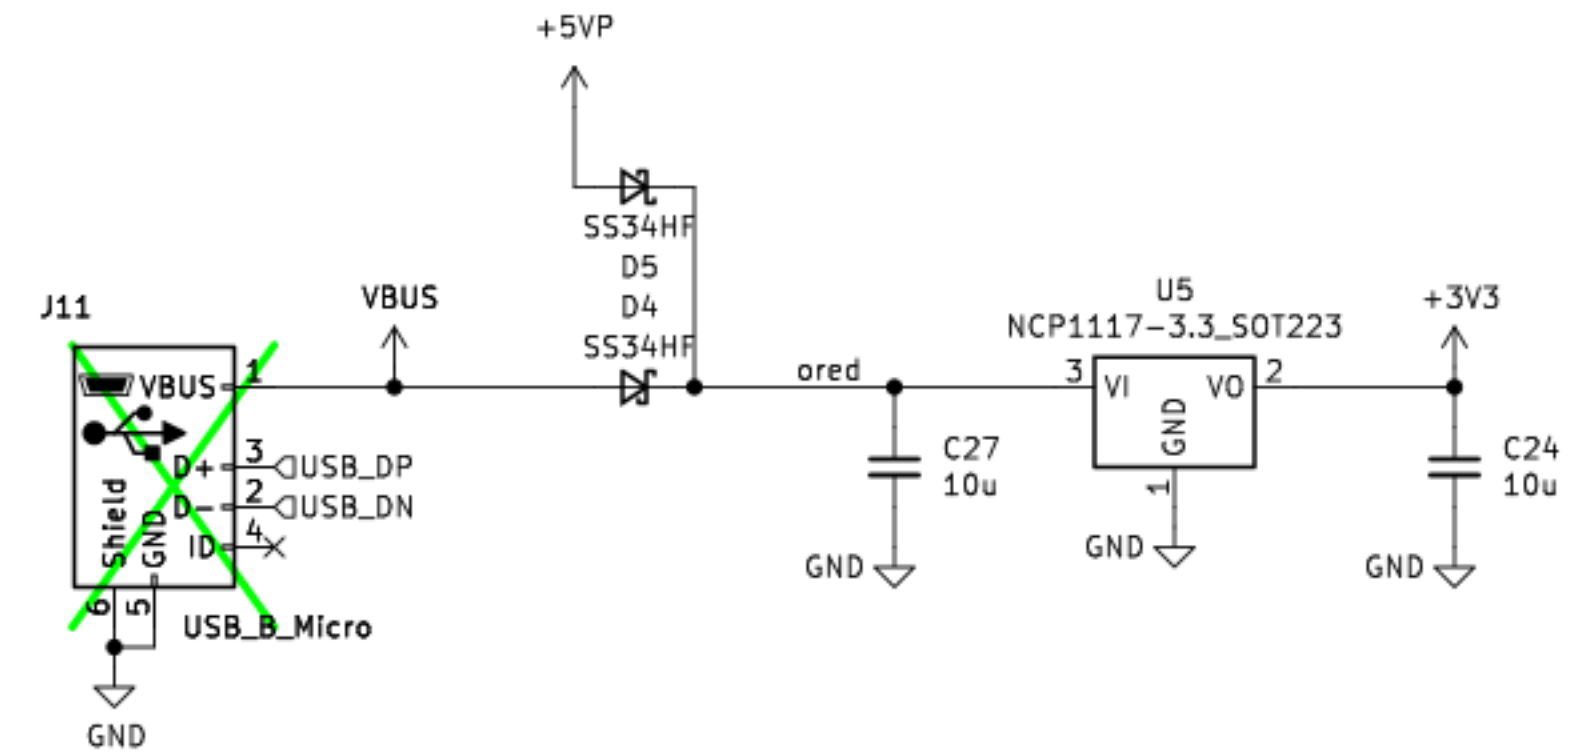 +5VP
SS34HF
D5
D4
SS34HF
J11
VBUS
VBUS
1
D+
3
USB_DP
D-
2
USB_DN
ID
4
Shield
GND
6
5
USB_B_Micro
GND
ored
C27
10u
GND
U5
NCP1117-3.3_SOT223
3
VI
VO
2
GND
1
GND
+3V3
C24
10u
GND